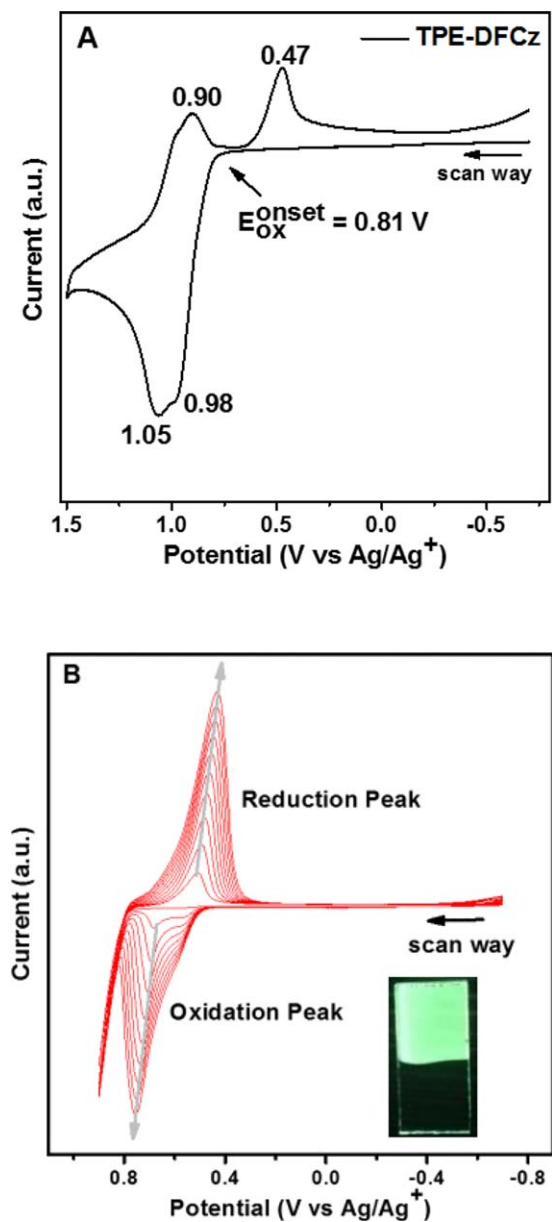 A
TPE-DFCz
0.47
0.90
scan way
E_ox^onset = 0.81 V
0.98
1.05
Current (a.u.)
1.5 1.0 0.5 0.0 -0.5
Potential (V vs Ag/Ag⁺)
B
Reduction Peak
scan way
Oxidation Peak
Current (a.u.)
0.8 0.4 0.0 -0.4 -0.8
Potential (V vs Ag/Ag⁺)